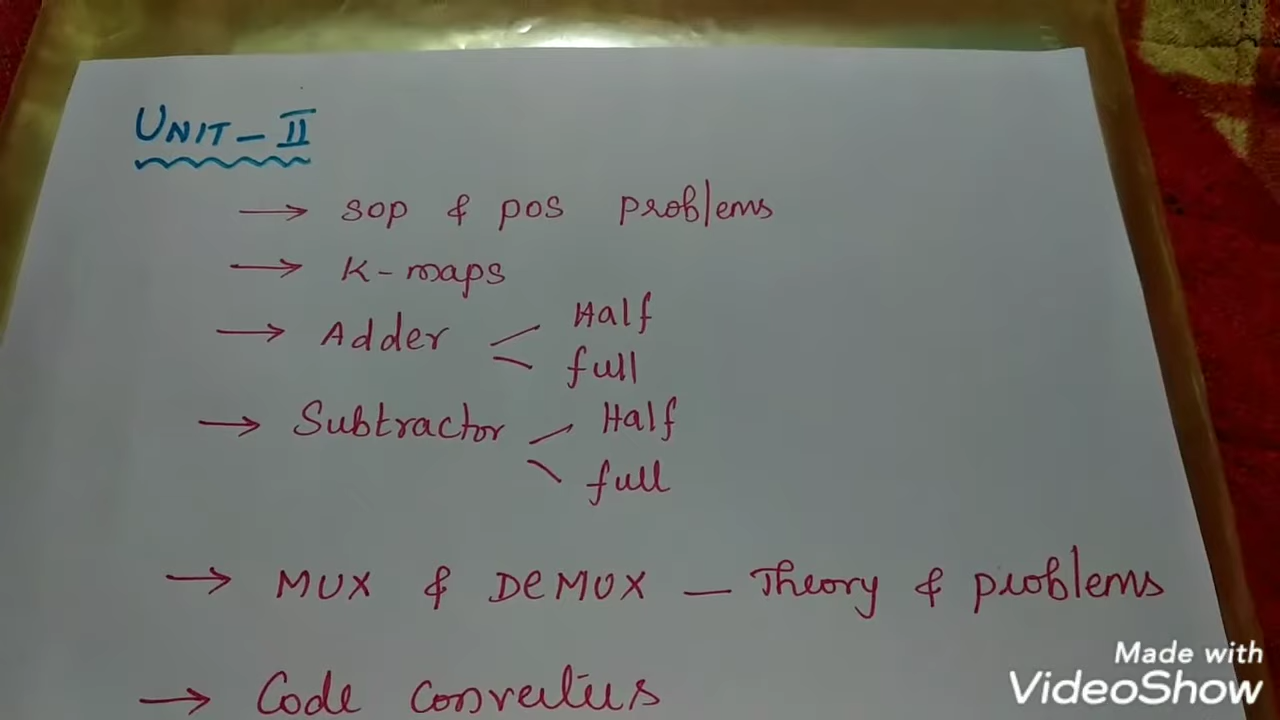 UNIT - II
→ SOP & POS problems
→ K-maps
→ Adder
Half
full
→ Subtractor
Half
full
→ MUX & DEMUX — Theory & problems
→ Code converters
Made with
VideoShow